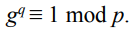 g^q ≡ 1 mod p.